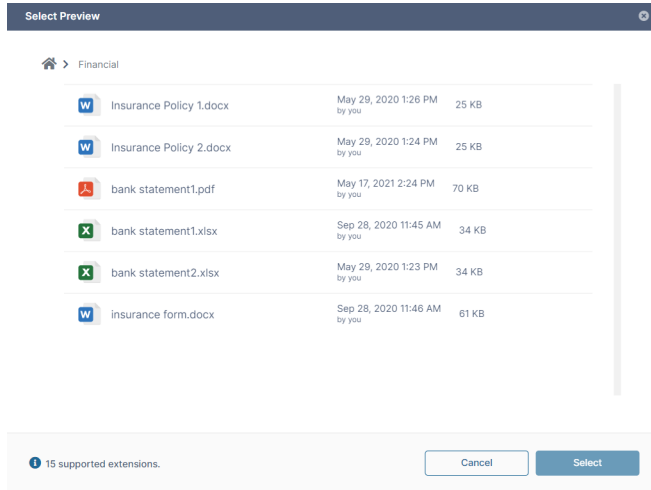 Select Preview
Financial
Insurance Policy 1.docx May 29, 2020 1:26 PM 25 KB
by you
Insurance Policy 2.docx May 29, 2020 1:24 PM 25 KB
by you
bank statement1.pdf May 17, 2021 2:24 PM 70 KB
by you
bank statement1.xlsx Sep 28, 2020 11:45 AM 34 KB
by you
bank statement2.xlsx May 29, 2020 1:23 PM 34 KB
by you
insurance form.docx Sep 28, 2020 11:46 AM 61 KB
by you
15 supported extensions. Cancel Select